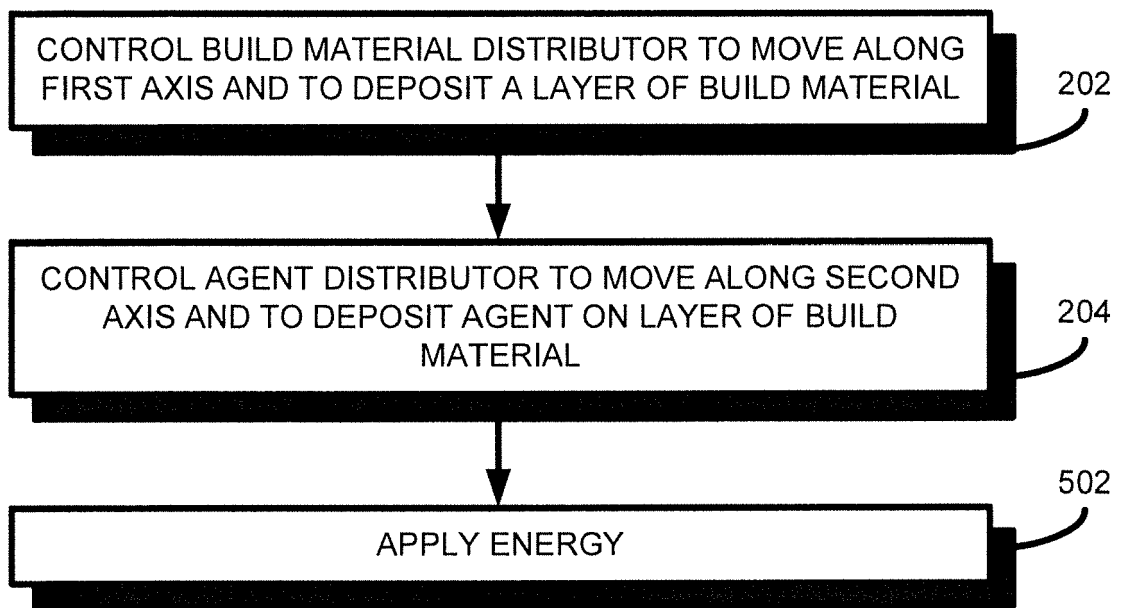 CONTROL BUILD MATERIAL DISTRIBUTOR TO MOVE ALONG
FIRST AXIS AND TO DEPOSIT A LAYER OF BUILD MATERIAL
202
CONTROL AGENT DISTRIBUTOR TO MOVE ALONG SECOND
AXIS AND TO DEPOSIT AGENT ON LAYER OF BUILD
MATERIAL
204
APPLY ENERGY
502